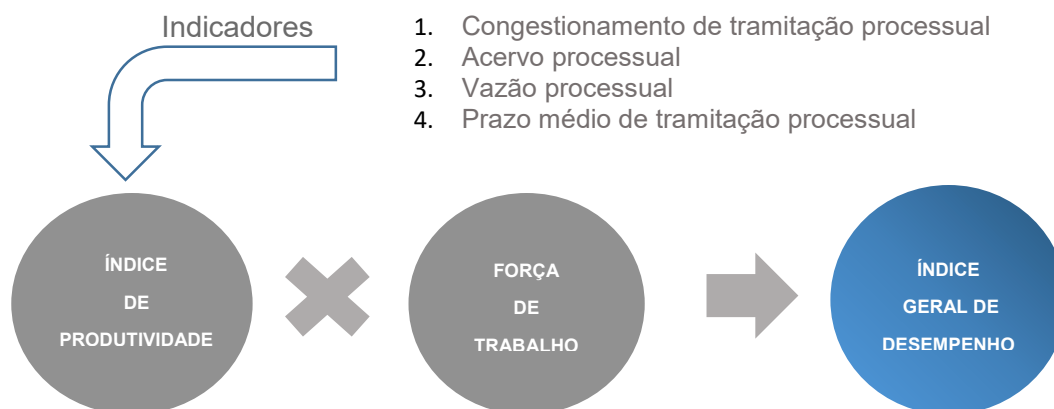 Indicadores
1. Congestionamento de tramitação processual
2. Acervo processual
3. Vazão processual
4. Prazo médio de tramitação processual
ÍNDICE
DE
PRODUTIVIDADE
FORÇA
DE
TRABALHO
ÍNDICE
GERAL DE
DESEMPENHO